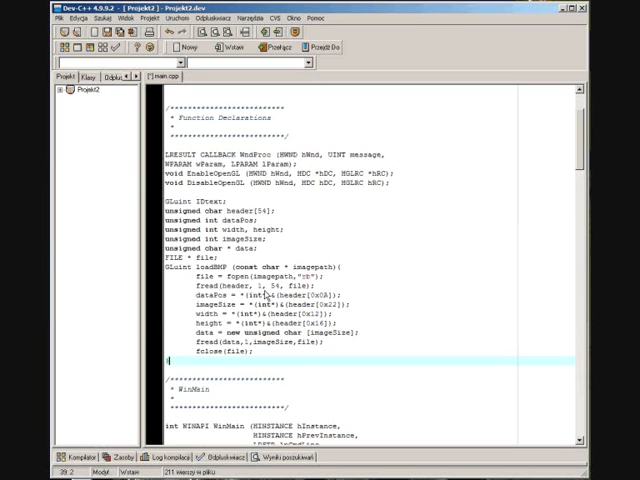 Dev-C++ 4.9.9.2 - [ Projekt2 ] - Projekt2.dev
Plik Edycja Szukaj Widok Projekt Uruchom Odpluskwiacz Narzędzia CVS Okno Pomoc
Nowy Wstaw Przełącz Przejdź Do
Projekt Klasy Odplus
[*] main.cpp
Projekt2
/*************************
* Function Declarations
*
*************************/
LRESULT CALLBACK WndProc (HWND hWnd, UINT message,
WPARAM wParam, LPARAM lParam);
void EnableOpenGL (HWND hWnd, HDC *hDC, HGLRC *hRC);
void DisableOpenGL (HWND hWnd, HDC hDC, HGLRC hRC);
GLuint IDtext;
unsigned char header[54];
unsigned int dataPos;
unsigned int width, height;
unsigned int imageSize;
unsigned char * data;
FILE * file;
GLuint loadBMP (const char * imagepath){
file = fopen(imagepath,"rb");
fread(header, 1, 54, file);
dataPos = *(int*)&(header[0x0A]);
imageSize = *(int*)&(header[0x22]);
width = *(int*)&(header[0x12]);
height = *(int*)&(header[0x16]);
data = new unsigned char [imageSize];
fread(data,1,imageSize,file);
fclose(file);
}
/*************************
* WinMain
*
*************************/
int WINAPI WinMain (HINSTANCE hInstance,
HINSTANCE hPrevInstance,
LPSTR lpCmdLine,
Kompilator Zasoby Log kompilacji Odpluskwiacz Wyniki poszukiwań
39: 2 Modyf. Wstaw 211 wierszy w pliku